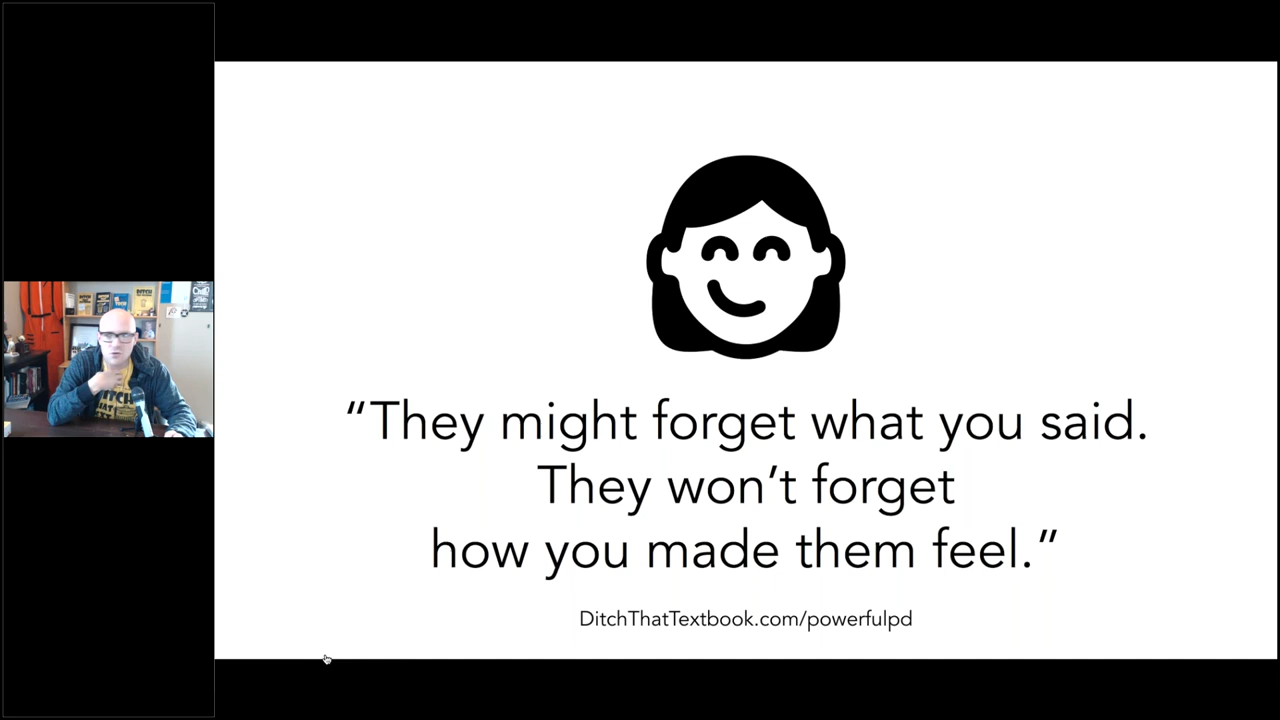 “They might forget what you said.
They won’t forget
how you made them feel.”
DitchThatTextbook.com/powerfulpd